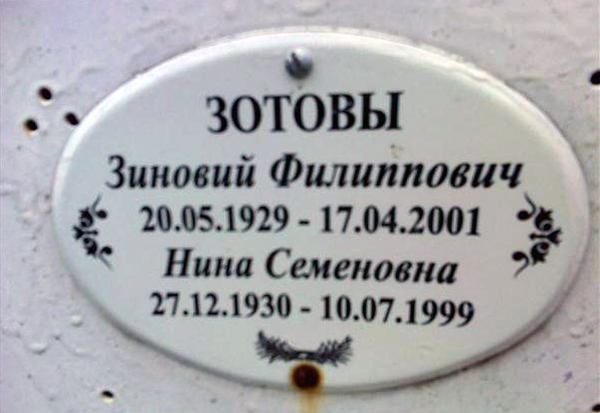 ЗОТОВЫ
Зиновий Филиппович
20.05.1929 - 17.04.2001
Нина Семеновна
27.12.1930 - 10.07.1999